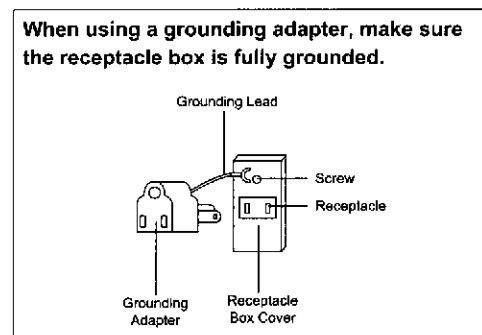 When using a grounding adapter, make sure
the receptacle box is fully grounded.
Grounding Lead
Screw
Receptacle
Grounding
Adapter
Receptacle
Box Cover